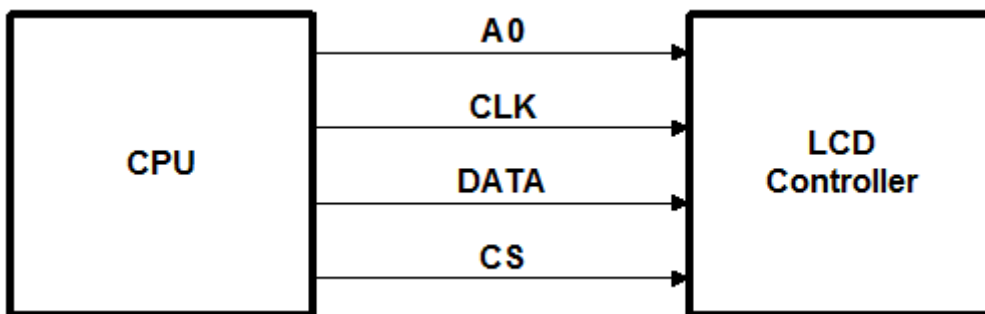 A0
CLK
CPU
LCD
Controller
DATA
CS